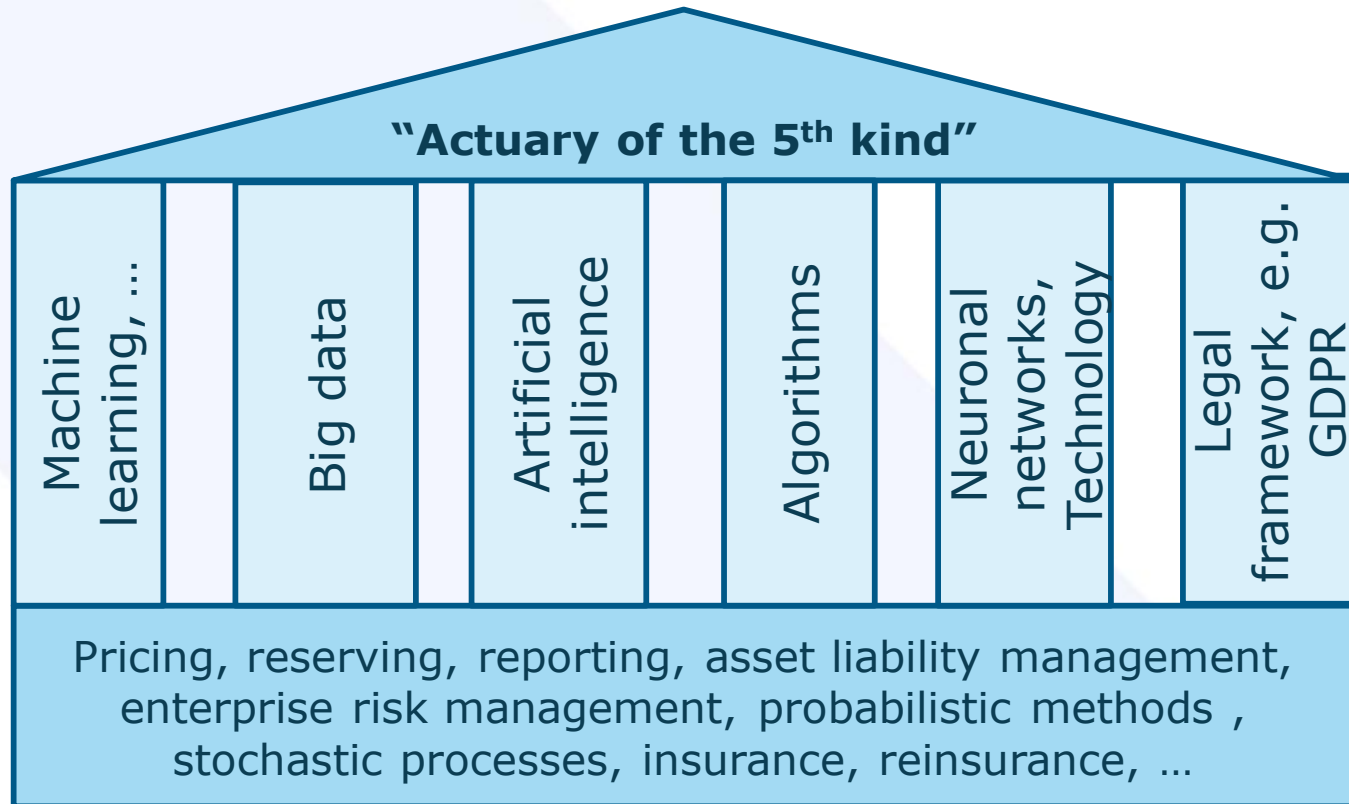 “Actuary of the 5th kind”
Machine
learning, …
Big data
Artificial
intelligence
Algorithms
Neuronal
networks,
Technology
Legal
framework, e.g.
GDPR
Pricing, reserving, reporting, asset liability management,
enterprise risk management, probabilistic methods ,
stochastic processes, insurance, reinsurance, …